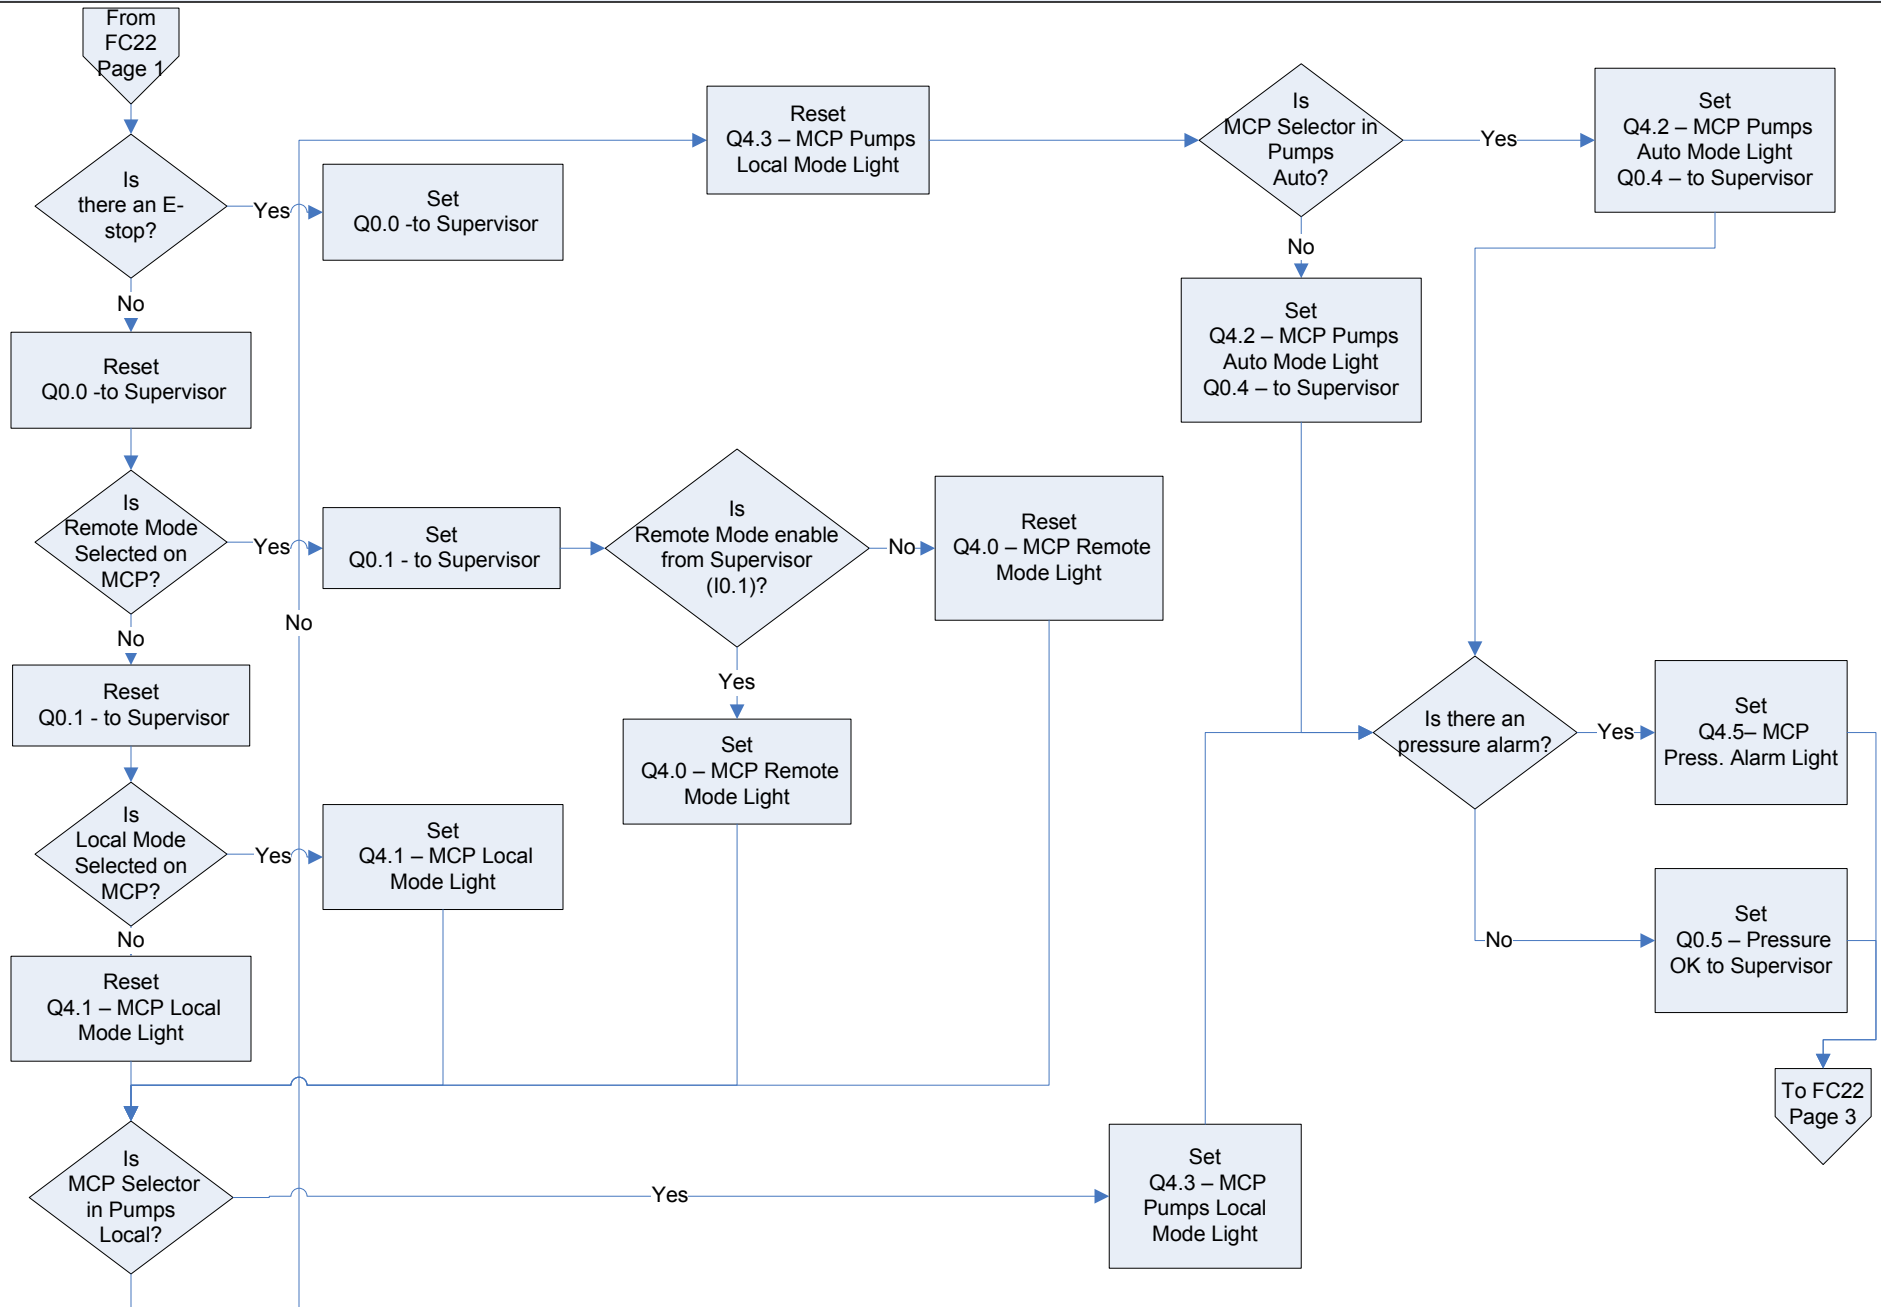 From
FC22
Page 1
Is
there an E-
stop?
Yes
Set
Q0.0 -to Supervisor
No
Reset
Q0.0 -to Supervisor
Is
Remote Mode
Selected on
MCP?
Yes
Set
Q0.1 - to Supervisor
Is
Remote Mode enable
from Supervisor
(I0.1)?
No
Reset
Q4.0 – MCP Remote
Mode Light
Yes
Set
Q4.0 – MCP Remote
Mode Light
No
Reset
Q0.1 - to Supervisor
Is
Local Mode
Selected on
MCP?
Yes
Set
Q4.1 – MCP Local
Mode Light
No
Reset
Q4.1 – MCP Local
Mode Light
Is
MCP Selector
in Pumps
Local?
Yes
Set
Q4.3 – MCP
Pumps Local
Mode Light
No
Reset
Q4.3 – MCP Pumps
Local Mode Light
Is
MCP Selector in
Pumps
Auto?
Yes
Set
Q4.2 – MCP Pumps
Auto Mode Light
Q0.4 – to Supervisor
No
Set
Q4.2 – MCP Pumps
Auto Mode Light
Q0.4 – to Supervisor
Is there an
pressure alarm?
Yes
Set
Q4.5– MCP
Press. Alarm Light
No
Set
Q0.5 – Pressure
OK to Supervisor
To FC22
Page 3